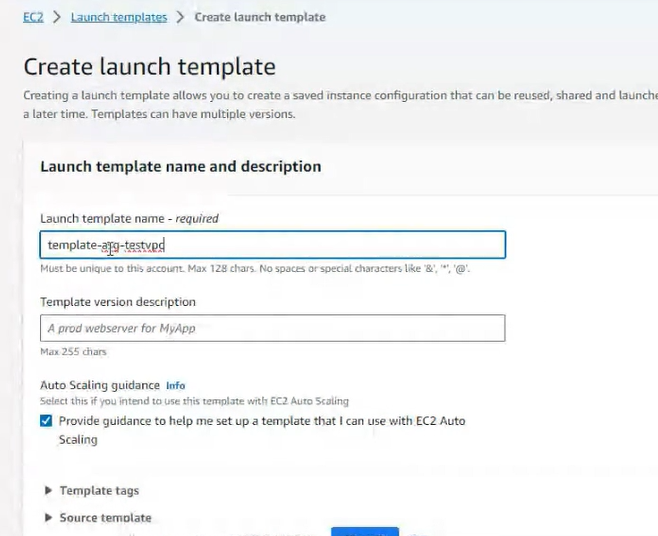 EC2 > Launch templates > Create launch template
Create launch template
Creating a launch template allows you to create a saved instance configuration that can be reused, shared and launche
a later time. Templates can have multiple versions.
Launch template name and description
Launch template name - required
template-asg-testvpc
Must be unique to this account. Max 128 chars. No spaces or special characters like '&', '*', '@'.
Template version description
A prod webserver for MyApp
Max 255 chars
Auto Scaling guidance Info
Select this if you intend to use this template with EC2 Auto Scaling
Provide guidance to help me set up a template that I can use with EC2 Auto
Scaling
Template tags
Source template